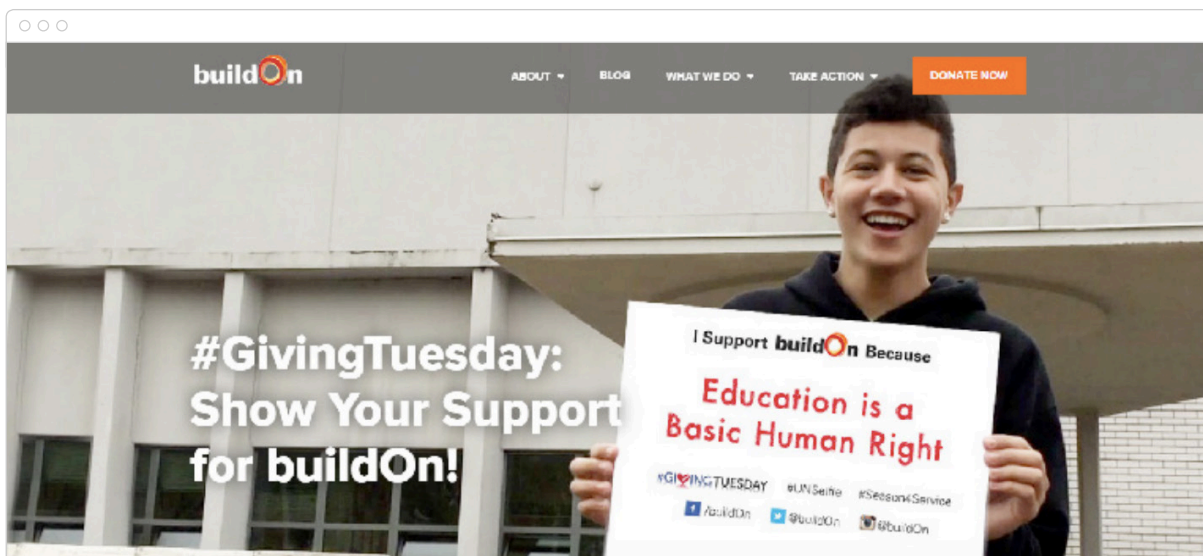 buildOn
ABOUT BLOG WHAT WE DO TAKE ACTION DONATE NOW
#GivingTuesday:
Show Your Support
for buildOn!
I Support buildOn Because
Education is a
Basic Human Right
#GIVINGTUESDAY #UNSelfie #SeasonofService
/buildOn @buildOn @buildOn